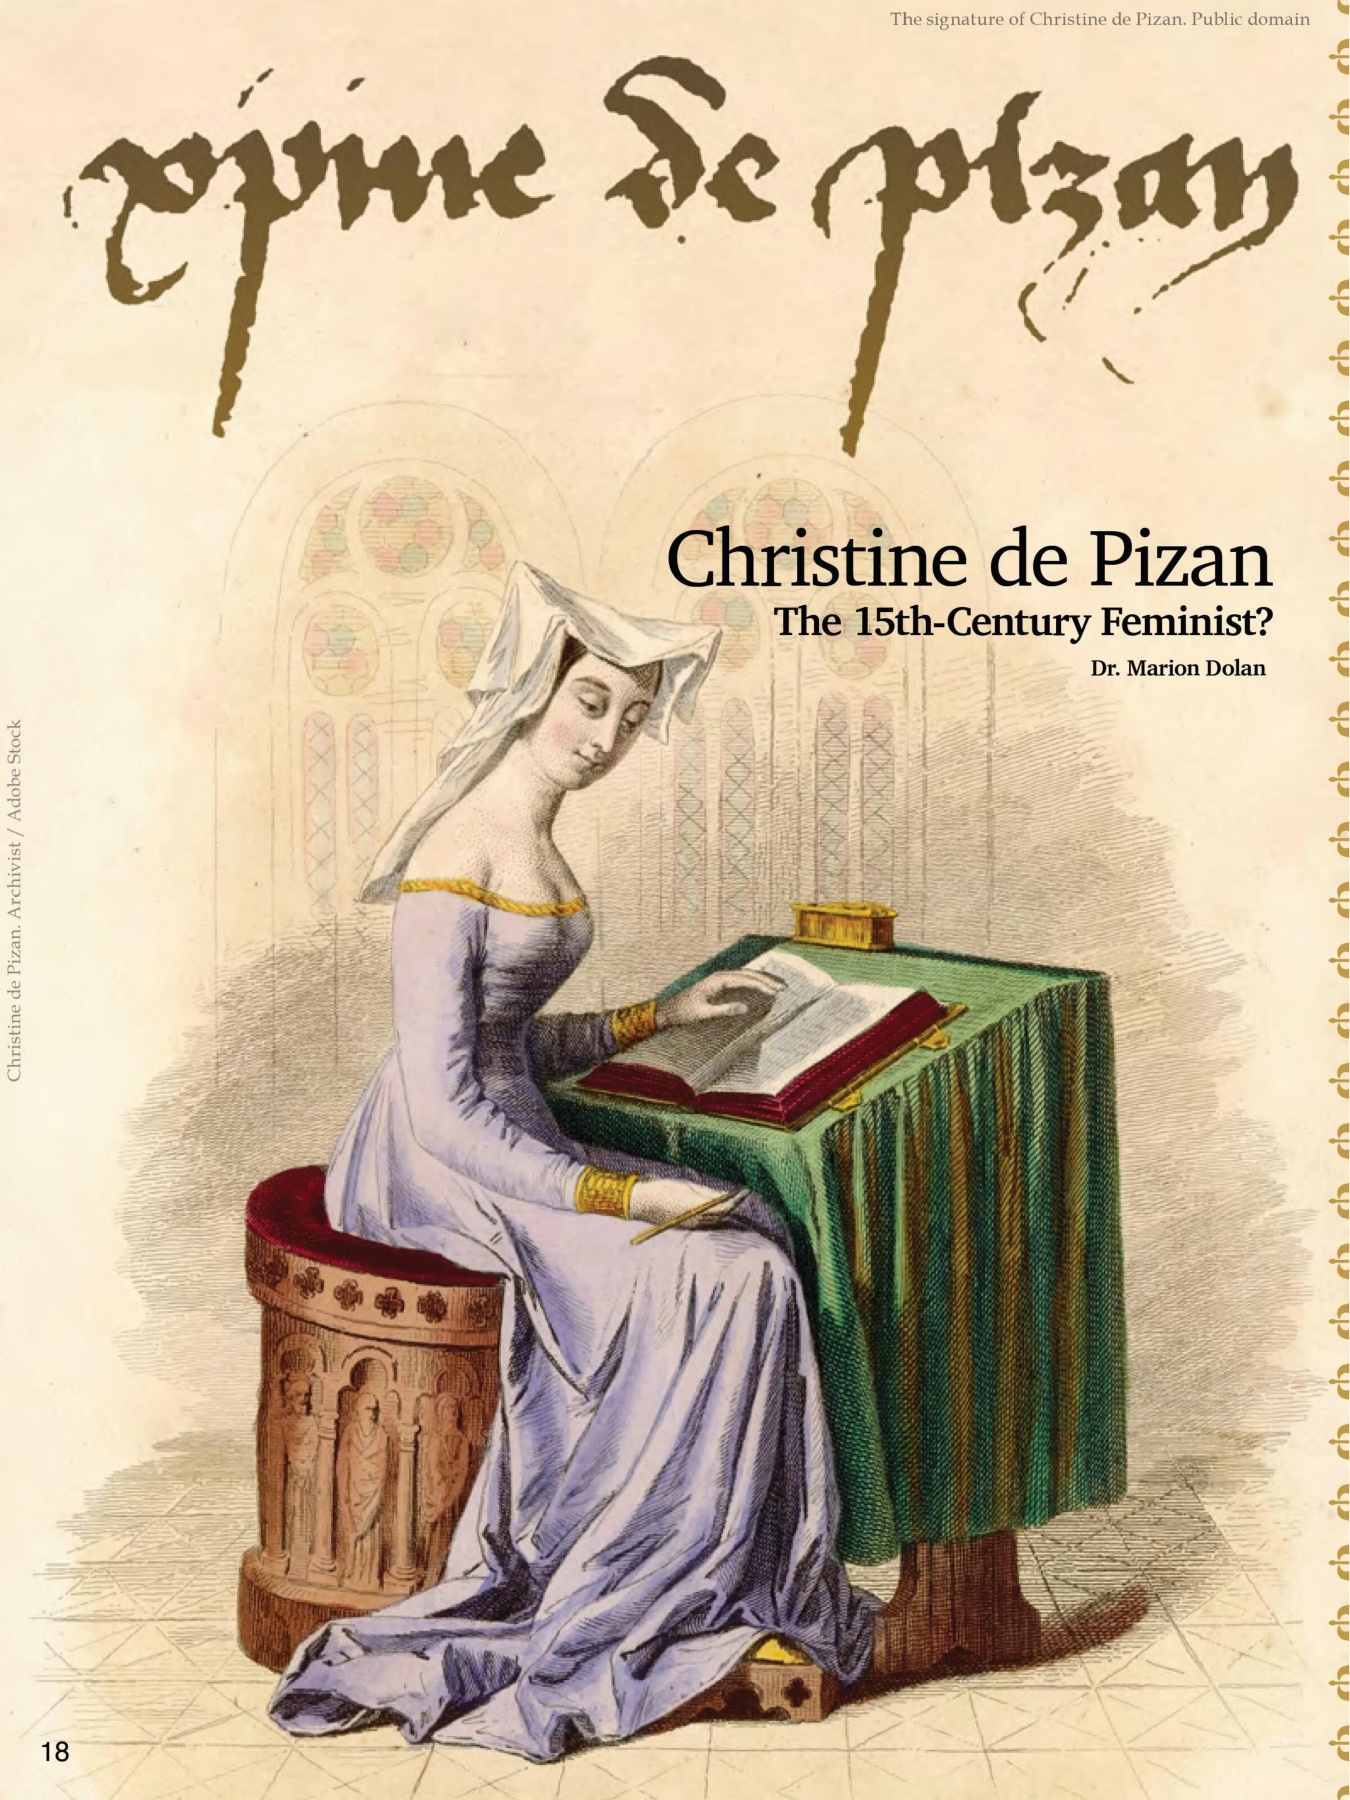 The signature of Christine de Pizan. Public domain
xpine de pizan
Christine de Pizan
The 15th-Century Feminist?
Dr. Marion Dolan
Christine de Pizan. Archivist / Adobe Stock
18